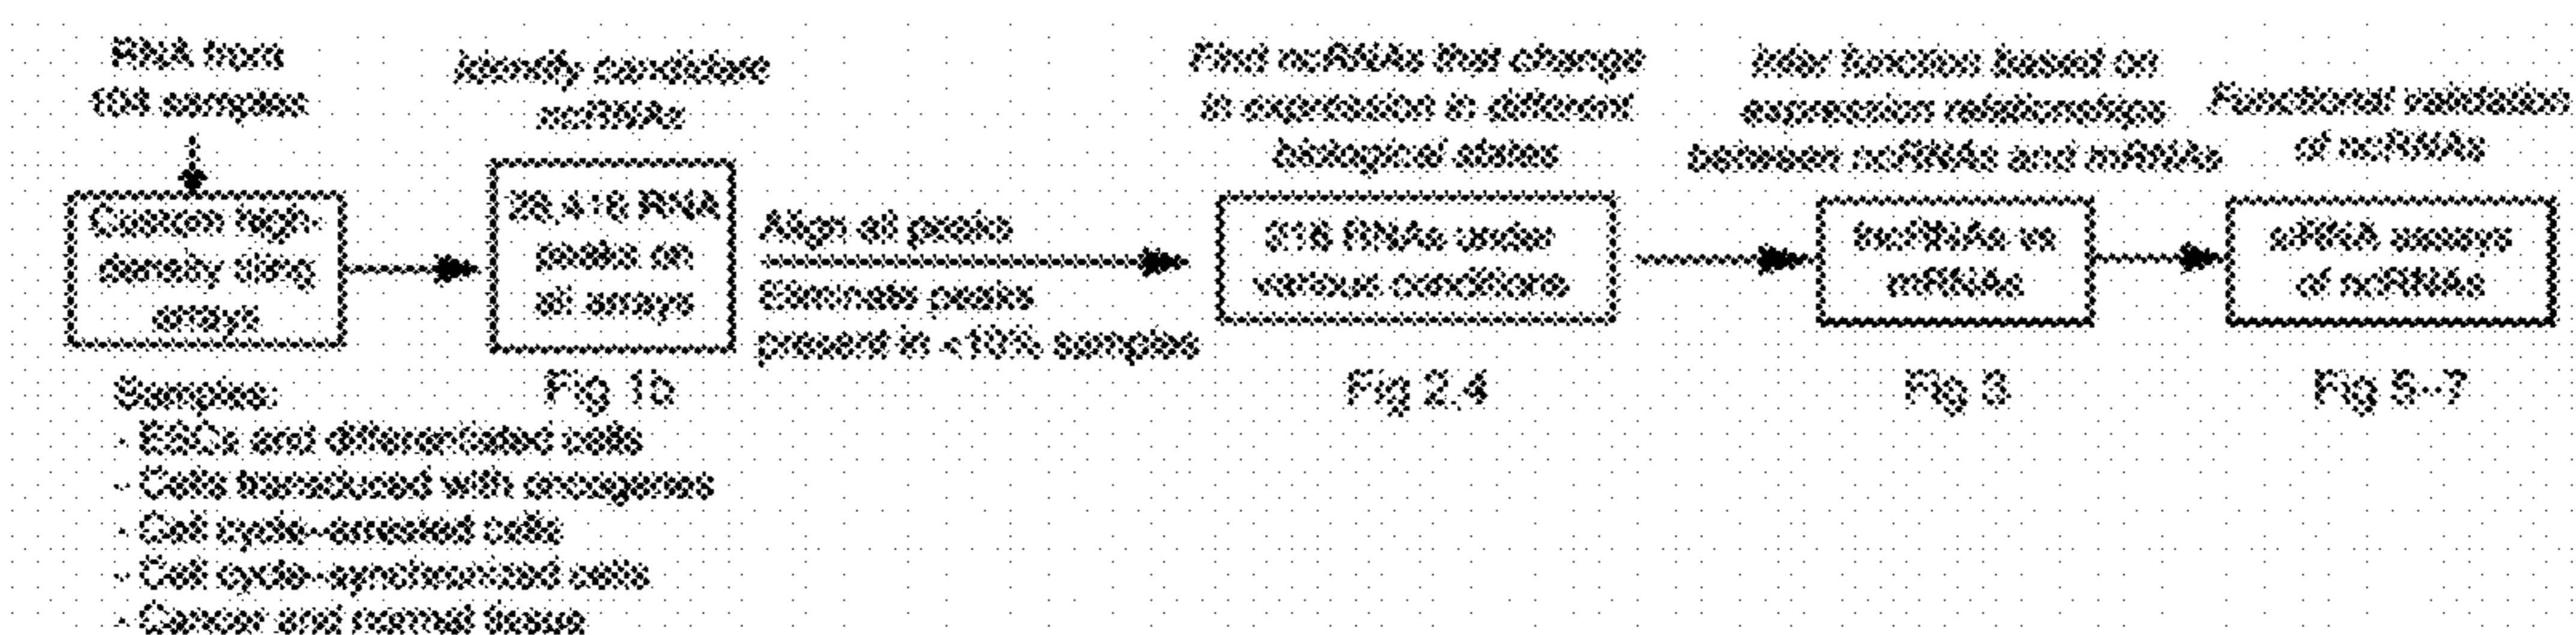 RNA from
104 samples
Custom high-
density tiling
arrays
Samples:
- ESCs and differentiated cells
- Cells transduced with oncogenes
- Cell cycle-arrested cells
- Cell cycle-synchronized cells
- Cancer and normal tissue
Identify candidate
ncRNAs
RNA
peaks on
all arrays
Fig 1b
Align all peaks
Eliminate peaks
present in <10% samples
Find ncRNAs that change
in expression in different
biological states
RNAs under
various conditions
Fig 2,4
Infer function based on
expression relationships
between ncRNAs and mRNAs
lncRNAs vs
mRNAs
Fig 3
Functional validation
of ncRNAs
siRNA assays
of ncRNAs
Fig 5-7